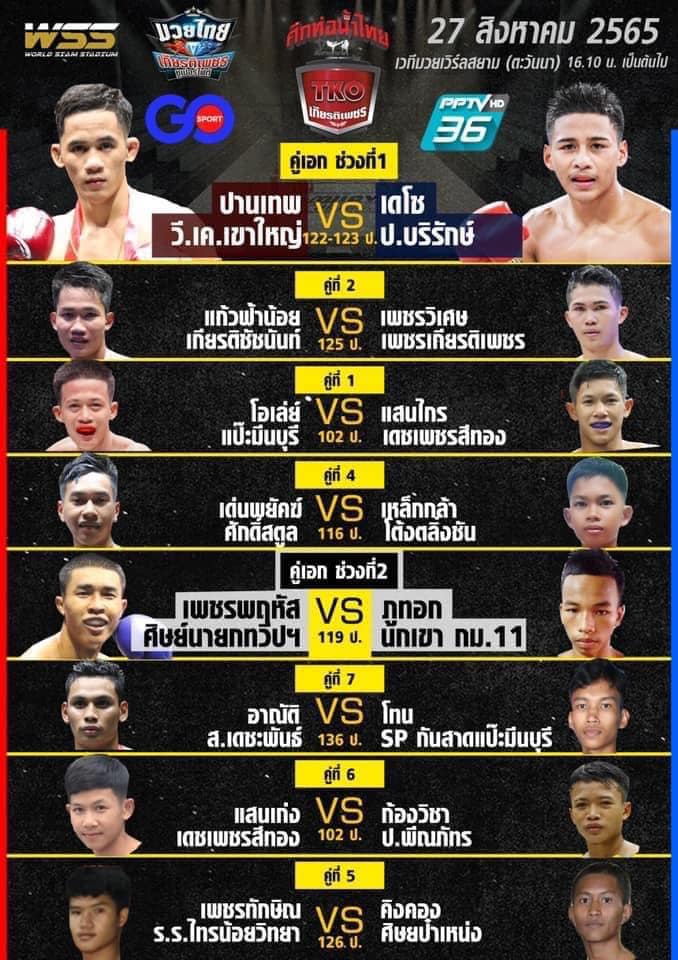 WSS
WORLD SIAM STADIUM
มวยไทย
เกียรติเพชร
ซูเปอร์ไฟต์
ศึกท่อน้ำไทย
TKO
เกียรติเพชร
27 สิงหาคม 2565
เวทีมวยเวิร์ลสยาม (ตะวันนา) 16.10 น. เป็นต้นไป
GO SPORT
PPTV HD
36
คู่เอก ช่วงที่1
ปานเทพ VS เดโช
วี.เค.เขาใหญ่ 122-123 ป. ป.บริรักษ์
คู่ที่ 2
แก้วฟ้าน้อย VS เพชรวิเศษ
เกียรติชัชนันท์ 125 ป. เพชรเกียรติเพชร
คู่ที่ 1
โอเล่ย์ VS แสนไกร
แป๊ะมีนบุรี 102 ป. เดชเพชรสีทอง
คู่ที่ 4
เด่นพยัคฆ์ VS เหล็กกล้า
ศักดิ์สตูล 116 ป. โต้งตลิ่งชัน
คู่เอก ช่วงที่2
เพชรพฤหัส VS ภูทอก
ศิษย์นายกทวีปฯ 119 ป. นักเขา กม.11
คู่ที่ 7
อาณัติ VS โทน
ส.เดชะพันธ์ 136 ป. SP กันสาดแป๊ะมีนบุรี
คู่ที่ 6
แสนเก่ง VS ก้องวิชา
เดชเพชรสีทอง 102 ป. ป.พีณภัทร
คู่ที่ 5
เพชรทักษิณ VS คิงคอง
ร.ร.ไทรน้อยวิทยา 126 ป. ศิษยป๋าเหน่ง